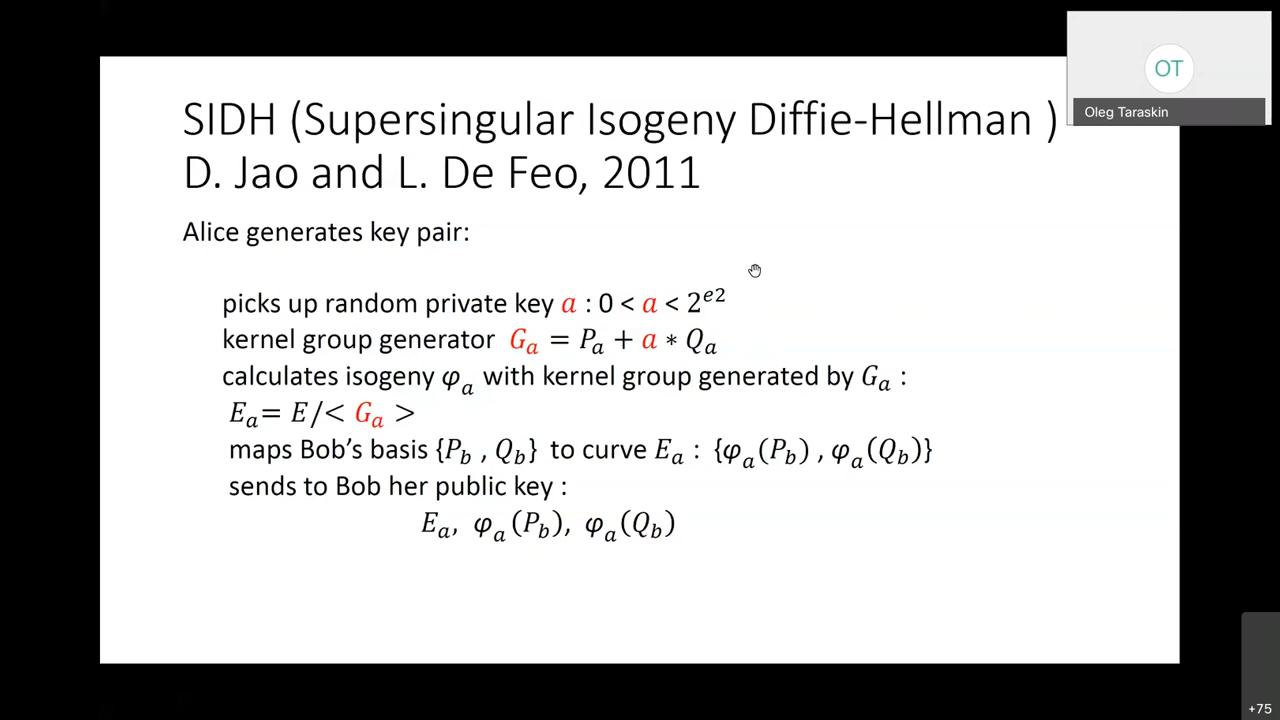 SIDH (Supersingular Isogeny Diffie-Hellman )
D. Jao and L. De Feo, 2011
OT
Oleg Taraskin
Alice generates key pair:
picks up random private key a : 0 < a < 2^{e2}
kernel group generator G_a = P_a + a ∗ Q_a
calculates isogeny φ_a with kernel group generated by G_a :
E_a= E/< G_a >
maps Bob’s basis {P_b , Q_b} to curve E_a : {φ_a(P_b) , φ_a(Q_b)}
sends to Bob her public key :
E_a, φ_a(P_b), φ_a(Q_b)
+75